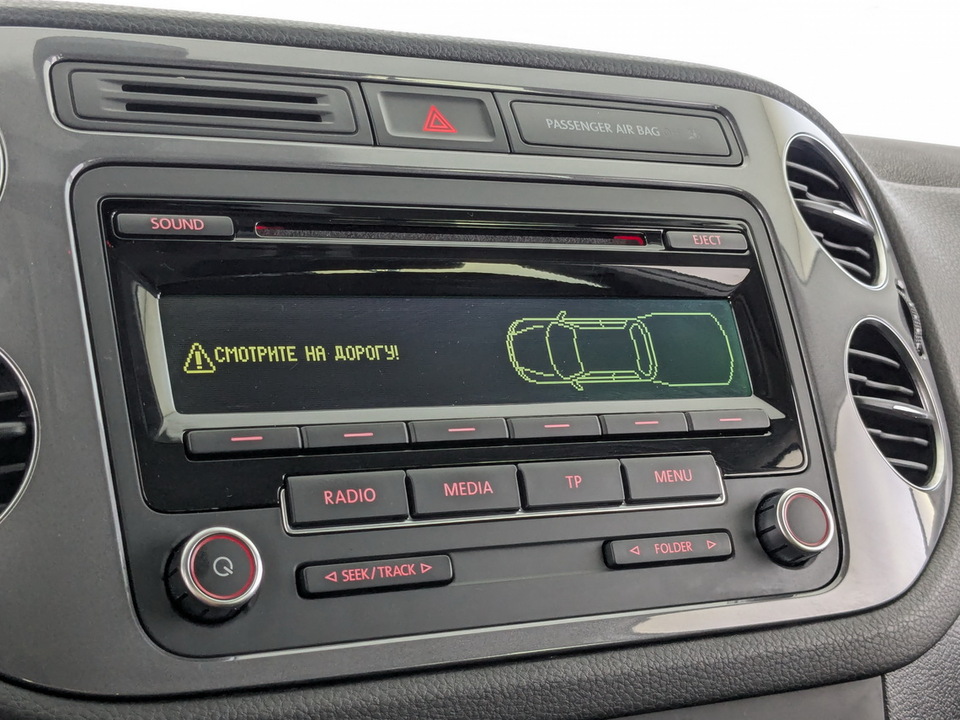 PASSENGER AIR BAG
SOUND
EJECT
СМОТРИТЕ НА ДОРОГУ!
RADIO
MEDIA
TP
MENU
SEEK/TRACK
FOLDER